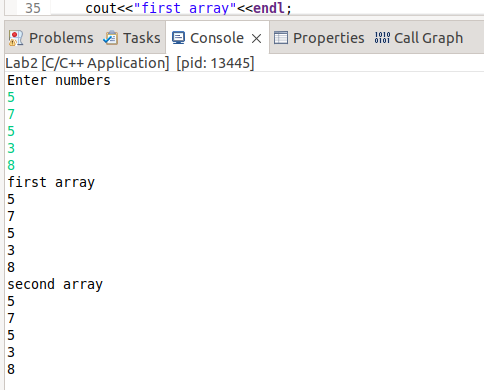 35 cout<<"first array"<<endl;
Problems Tasks Console Properties Call Graph
Lab2 [C/C++ Application] [pid: 13445]
Enter numbers
5
7
5
3
8
first array
5
7
5
3
8
second array
5
7
5
3
8